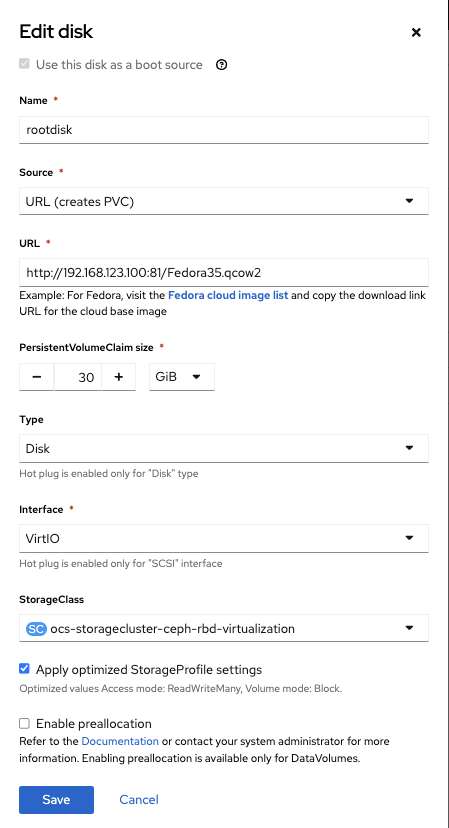 Edit disk
Use this disk as a boot source
Name *
rootdisk
Source *
URL (creates PVC)
URL *
http://192.168.123.100:81/Fedora35.qcow2
Example: For Fedora, visit the Fedora cloud image list and copy the download link
URL for the cloud base image
PersistentVolumeClaim size *
30 GiB
Type
Disk
Hot plug is enabled only for "Disk" type
Interface *
VirtIO
Hot plug is enabled only for "SCSI" interface
StorageClass
SC ocs-storagecluster-ceph-rbd-virtualization
Apply optimized StorageProfile settings
Optimized values Access mode: ReadWriteMany, Volume mode: Block.
Enable preallocation
Refer to the Documentation or contact your system administrator for more
information. Enabling preallocation is available only for DataVolumes.
Save Cancel